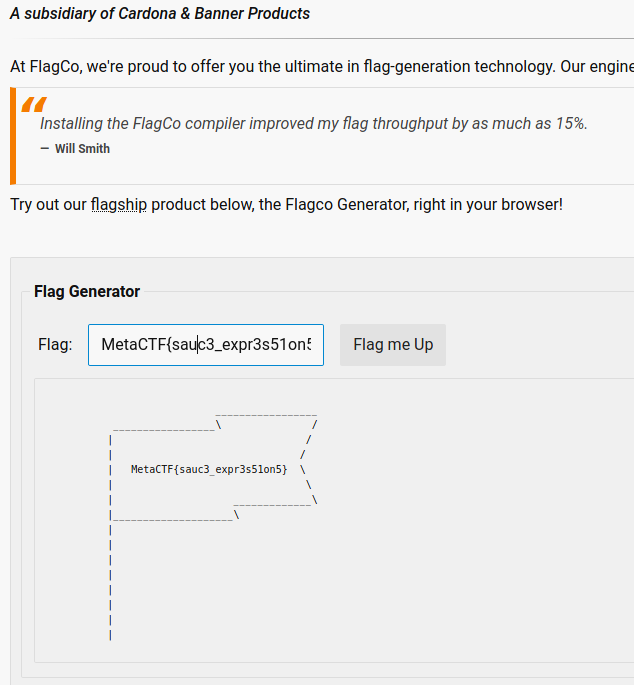 A subsidiary of Cardona & Banner Products
At FlagCo, we're proud to offer you the ultimate in flag-generation technology. Our engine
“
Installing the FlagCo compiler improved my flag throughput by as much as 15%.
— Will Smith
Try out our flagship product below, the Flagco Generator, right in your browser!
Flag Generator
Flag: MetaCTF{sauc3_expr3s51on5 Flag me Up
MetaCTF{sauc3_expr3s51on5}